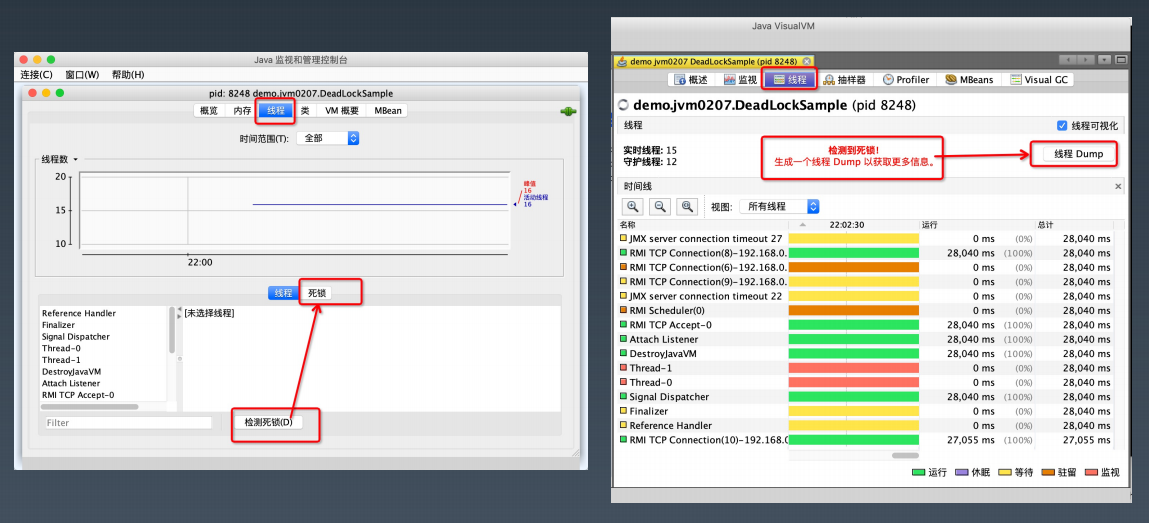 Java 监视和管理控制台
连接(C) 窗口(W) 帮助(H)
pid: 8248 demo.jvm0207.DeadLockSample
概览 内存 线程 类 VM 概要 MBean
时间范围(T): 全部
线程数
20
15
10
22:00
峰值
16
活动线程
16
线程 死锁
Reference Handler
Finalizer
Signal Dispatcher
Thread-0
Thread-1
DestroyJavaVM
Attach Listener
RMI TCP Accept-0
[未选择线程]
Filter
检测死锁(D)
Java VisualVM
demo.jvm0207.DeadLockSample (pid 8248)
概述 监视 线程 抽样器 Profiler MBeans Visual GC
demo.jvm0207.DeadLockSample (pid 8248)
线程
线程可视化
实时线程: 15
守护线程: 12
检测到死锁!
生成一个线程 Dump 以获取更多信息。
线程 Dump
时间线
视图: 所有线程
名称 22:02:30 运行 总计
JMX server connection timeout 27 0 ms (0%) 28,040 ms
RMI TCP Connection(8)-192.168.0. 28,040 ms (100%) 28,040 ms
RMI TCP Connection(6)-192.168.0. 0 ms (0%) 28,040 ms
RMI TCP Connection(9)-192.168.0. 0 ms (0%) 28,040 ms
JMX server connection timeout 22 0 ms (0%) 28,040 ms
RMI Scheduler(0) 0 ms (0%) 28,040 ms
RMI TCP Accept-0 28,040 ms (100%) 28,040 ms
Attach Listener 28,040 ms (100%) 28,040 ms
DestroyJavaVM 28,040 ms (100%) 28,040 ms
Thread-1 0 ms (0%) 28,040 ms
Thread-0 0 ms (0%) 28,040 ms
Signal Dispatcher 28,040 ms (100%) 28,040 ms
Finalizer 0 ms (0%) 28,040 ms
Reference Handler 0 ms (0%) 28,040 ms
RMI TCP Connection(10)-192.168.0 27,055 ms (100%) 27,055 ms
运行 休眠 等待 驻留 监视